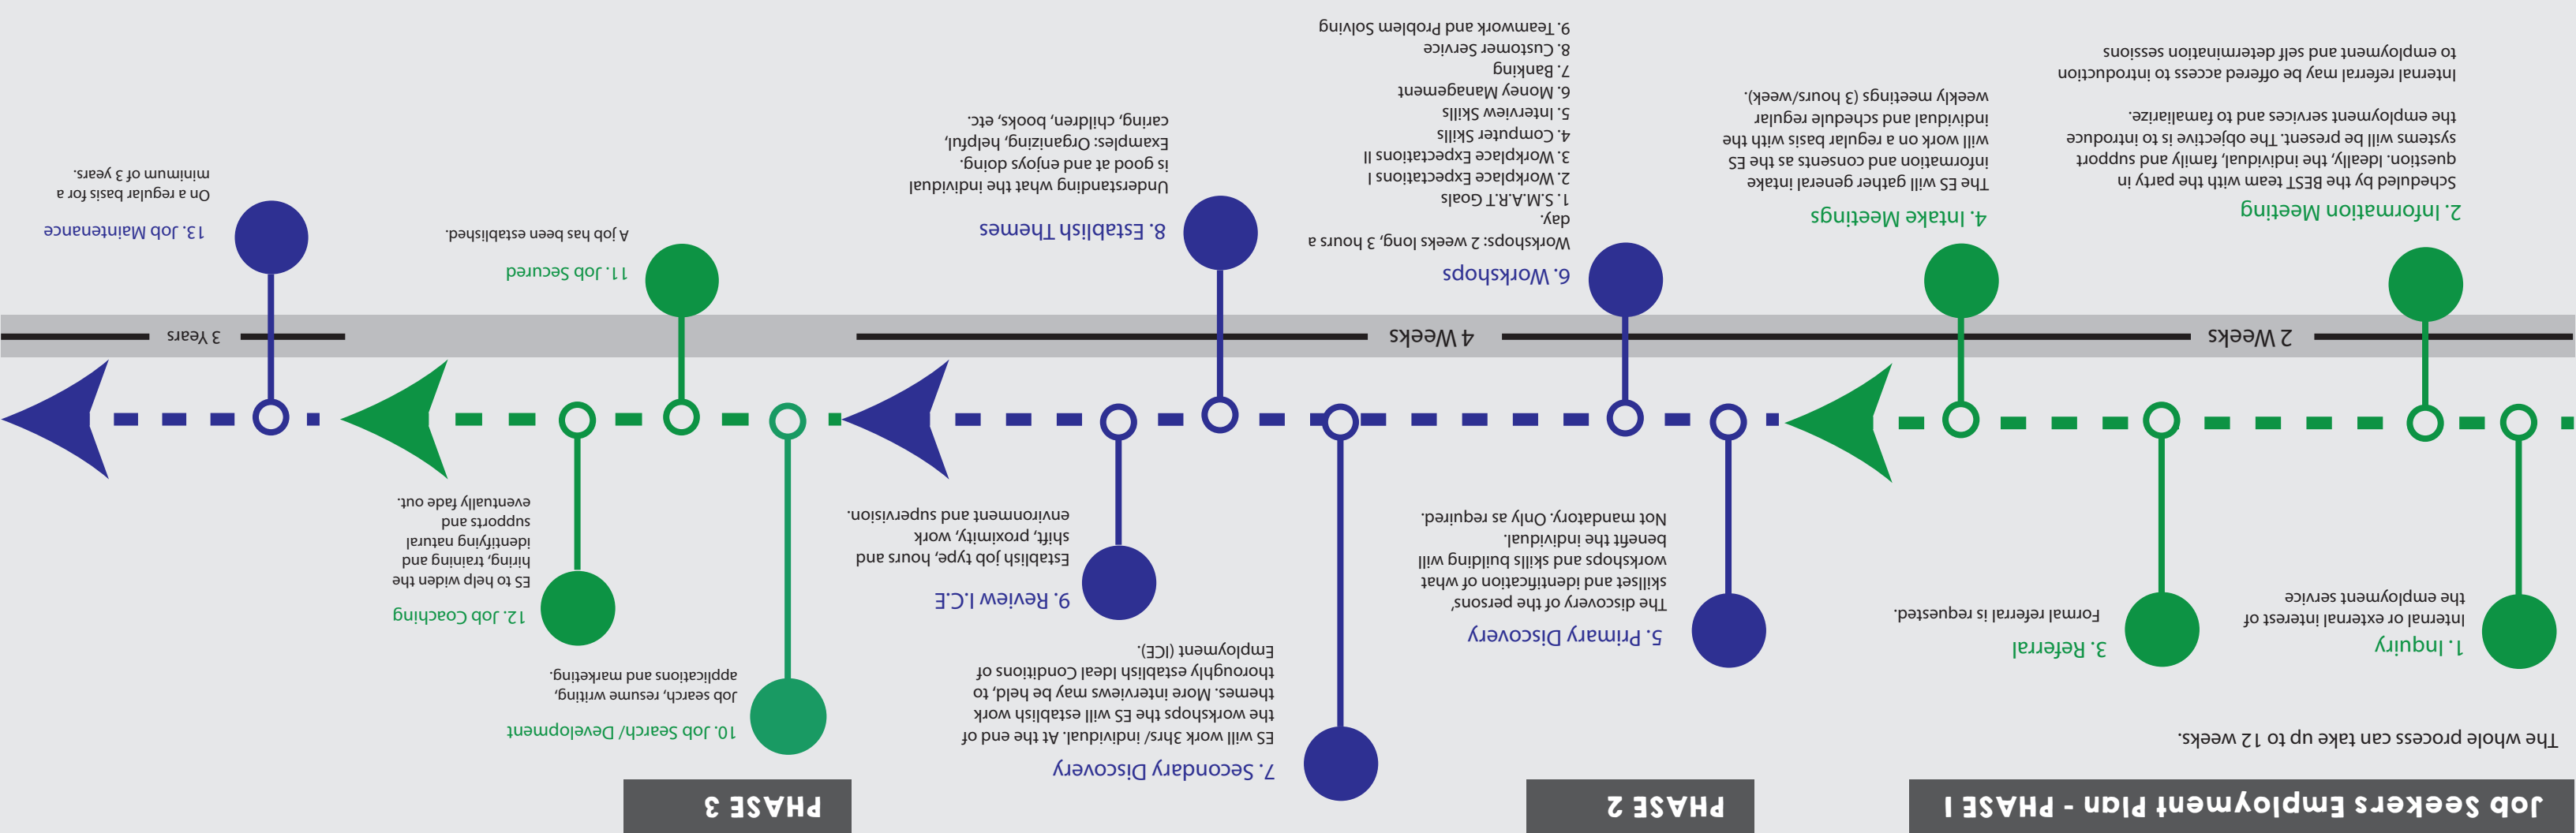 Job Seekers Employment Plan - PHASE I
The whole process can take up to 12 weeks.
1. Inquiry
Internal or external interest of
the employment service
3. Referral
Formal referral is requested.
2 Weeks
2. Information Meeting
Scheduled by the BEST team with the party in
question. Ideally, the individual, family and support
systems will be present. The objective is to introduce
the employment services and to familiarize.
Internal referral may be offered access to introduction
to employment and self determination sessions
4. Intake Meetings
The ES will gather general intake
information and consents as the ES
will work on a regular basis with the
individual and schedule regular
weekly meetings (3 hours/week).
PHASE 2
5. Primary Discovery
The discovery of the persons’
skillset and identification of what
workshops and skills building will
benefit the individual.
Not mandatory. Only as required.
7. Secondary Discovery
ES will work 3hrs/ individual. At the end of
the workshops the ES will establish work
themes. More interviews may be held, to
thoroughly establish Ideal Conditions of
Employment (ICE).
9. Review I.C.E
Establish job type, hours and
shift, proximity, work
environment and supervision.
4 Weeks
6. Workshops
Workshops: 2 weeks long, 3 hours a
day.
1. S.M.A.R.T Goals
2. Workplace Expectations I
3. Workplace Expectations II
4. Computer Skills
5. Interview Skills
6. Money Management
7. Banking
8. Customer Service
9. Teamwork and Problem Solving
8. Establish Themes
Understanding what the individual
is good at and enjoys doing.
Examples: Organizing, helpful,
caring, children, books, etc.
PHASE 3
10. Job Search/ Development
Job search, resume writing,
applications and marketing.
12. Job Coaching
ES to help widen the
hiring, training and
identifying natural
supports and
eventually fade out.
11. Job Secured
A job has been established.
3 Years
13. Job Maintenance
On a regular basis for a
minimum of 3 years.